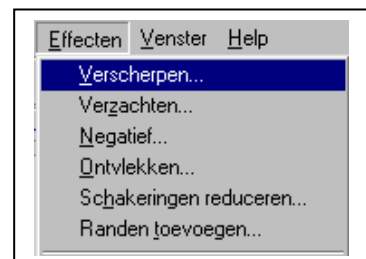 Effecten Venster Help
Verscherpen...
Verzachten...
Negatief...
Ontvlekken...
Schakeringen reduceren...
Randen toevoegen...